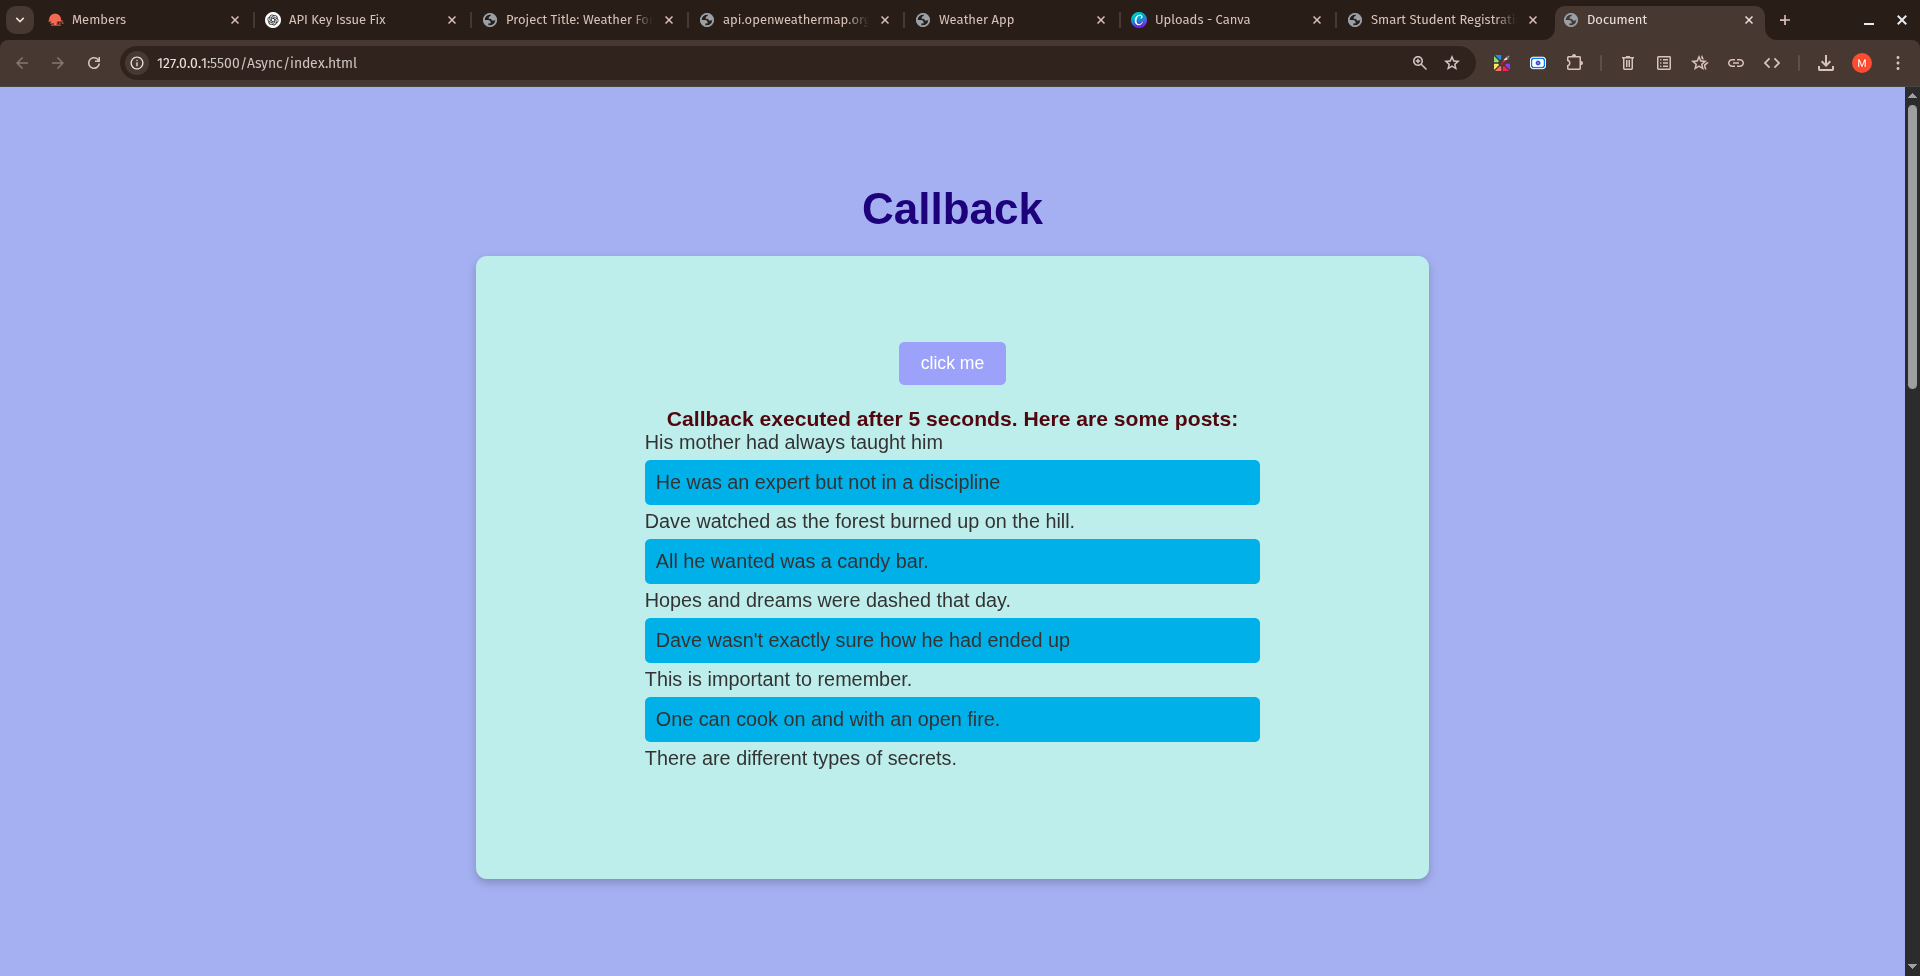 Members
API Key Issue Fix
Project Title: Weather Fo
api.openweathermap.org
Weather App
Uploads - Canva
Smart Student Registrati
Document
127.0.0.1:5500/Async/index.html
M
Callback
click me
Callback executed after 5 seconds. Here are some posts:
His mother had always taught him
He was an expert but not in a discipline
Dave watched as the forest burned up on the hill.
All he wanted was a candy bar.
Hopes and dreams were dashed that day.
Dave wasn't exactly sure how he had ended up
This is important to remember.
One can cook on and with an open fire.
There are different types of secrets.